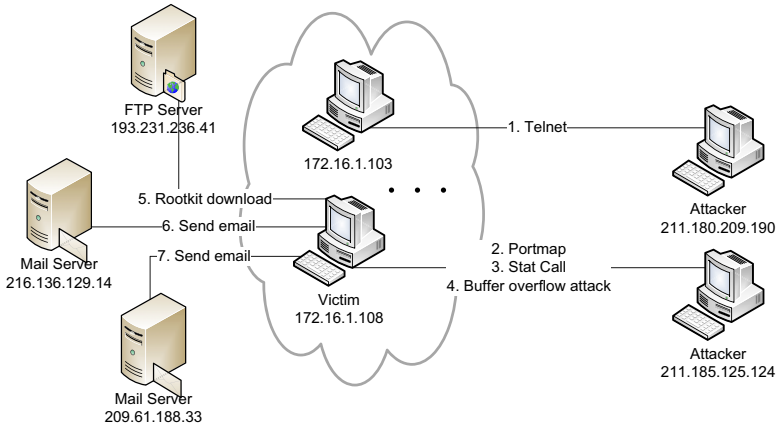 FTP Server
193.231.236.41
172.16.1.103
1. Telnet
Attacker
211.180.209.190
5. Rootkit download
6. Send email
7. Send email
Mail Server
216.136.129.14
Victim
172.16.1.108
2. Portmap
3. Stat Call
4. Buffer overflow attack
Attacker
211.185.125.124
Mail Server
209.61.188.33